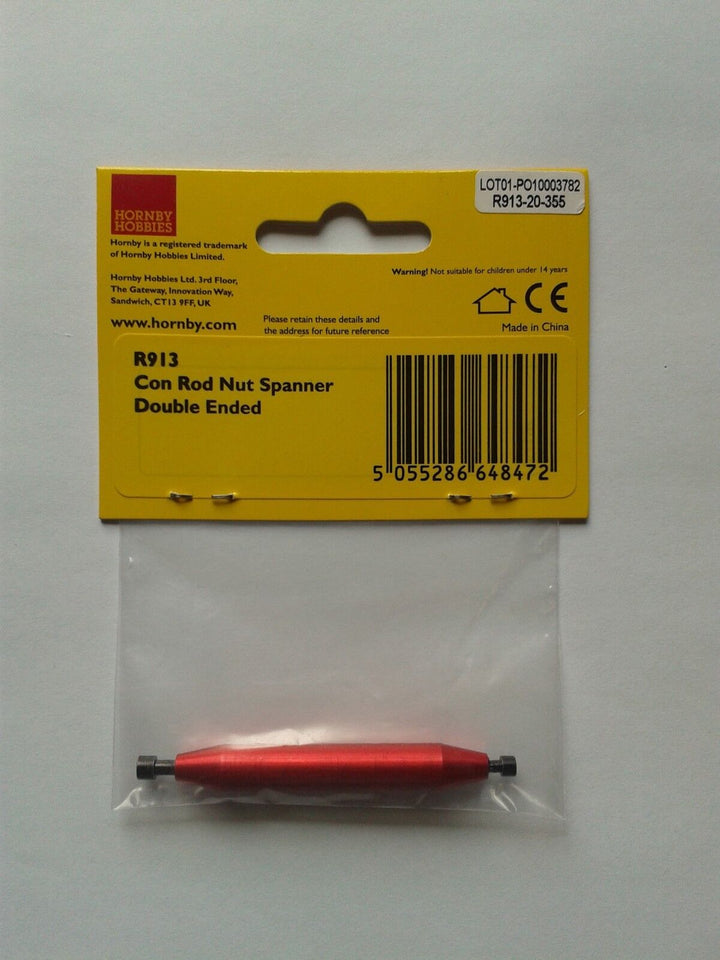 HORNBY
HOBBIES
LOT01-PO10003782
R913-20-355
Hornby is a registered trademark
of Hornby Hobbies Limited.
Hornby Hobbies Ltd. 3rd Floor,
The Gateway, Innovation Way,
Sandwich, CT13 9FF, UK
www.hornby.com
Please retain these details and
the address for future reference
Warning! Not suitable for children under 14 years
CE
Made in China
R913
Con Rod Nut Spanner
Double Ended
5 055286 648472